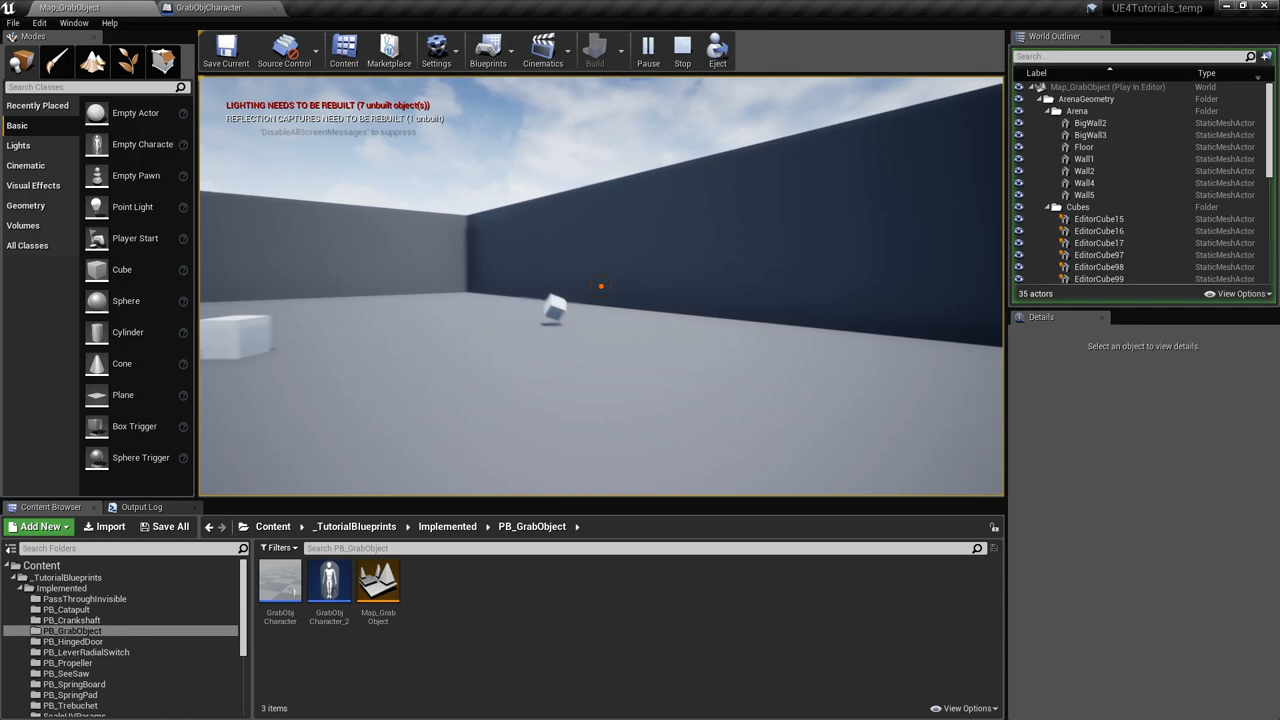 Map_GrabObject
GrabObjCharacter
UE4Tutorials_temp
File Edit Window Help
Modes
Search Classes
Recently Placed
Basic
Lights
Cinematic
Visual Effects
Geometry
Volumes
All Classes
Empty Actor
Empty Characte
Empty Pawn
Point Light
Player Start
Cube
Sphere
Cylinder
Cone
Plane
Box Trigger
Sphere Trigger
Save Current
Source Control
Content
Marketplace
Settings
Blueprints
Cinematics
Build
Pause
Stop
Eject
LIGHTING NEEDS TO BE REBUILT (7 unbuilt object(s))
REFLECTION CAPTURES NEED TO BE REBUILT (1 unbuilt)
'DisableAllScreenMessages' to suppress
World Outliner
Search...
Label Type
Map_GrabObject (Play In Editor) World
ArenaGeometry Folder
Arena Folder
BigWall2 StaticMeshActor
BigWall3 StaticMeshActor
Floor StaticMeshActor
Wall1 StaticMeshActor
Wall2 StaticMeshActor
Wall4 StaticMeshActor
Wall5 StaticMeshActor
Cubes Folder
EditorCube15 StaticMeshActor
EditorCube16 StaticMeshActor
EditorCube17 StaticMeshActor
EditorCube97 StaticMeshActor
EditorCube98 StaticMeshActor
EditorCube99 StaticMeshActor
35 actors View Options
Details
Select an object to view details.
Content Browser
Output Log
Add New Import Save All Content _TutorialBlueprints Implemented PB_GrabObject
Search Folders
Filters Search PB_GrabObject
Content
_TutorialBlueprints
Implemented
PassThroughInvisible
PB_Catapult
PB_Crankshaft
PB_GrabObject
PB_HingedDoor
PB_LeverRadialSwitch
PB_Propeller
PB_SeeSaw
PB_SpringBoard
PB_SpringPad
PB_Trebuchet
ScaleUVParams
GrabObj
Character
GrabObj
Character_2
Map_Grab
Object
3 items View Options